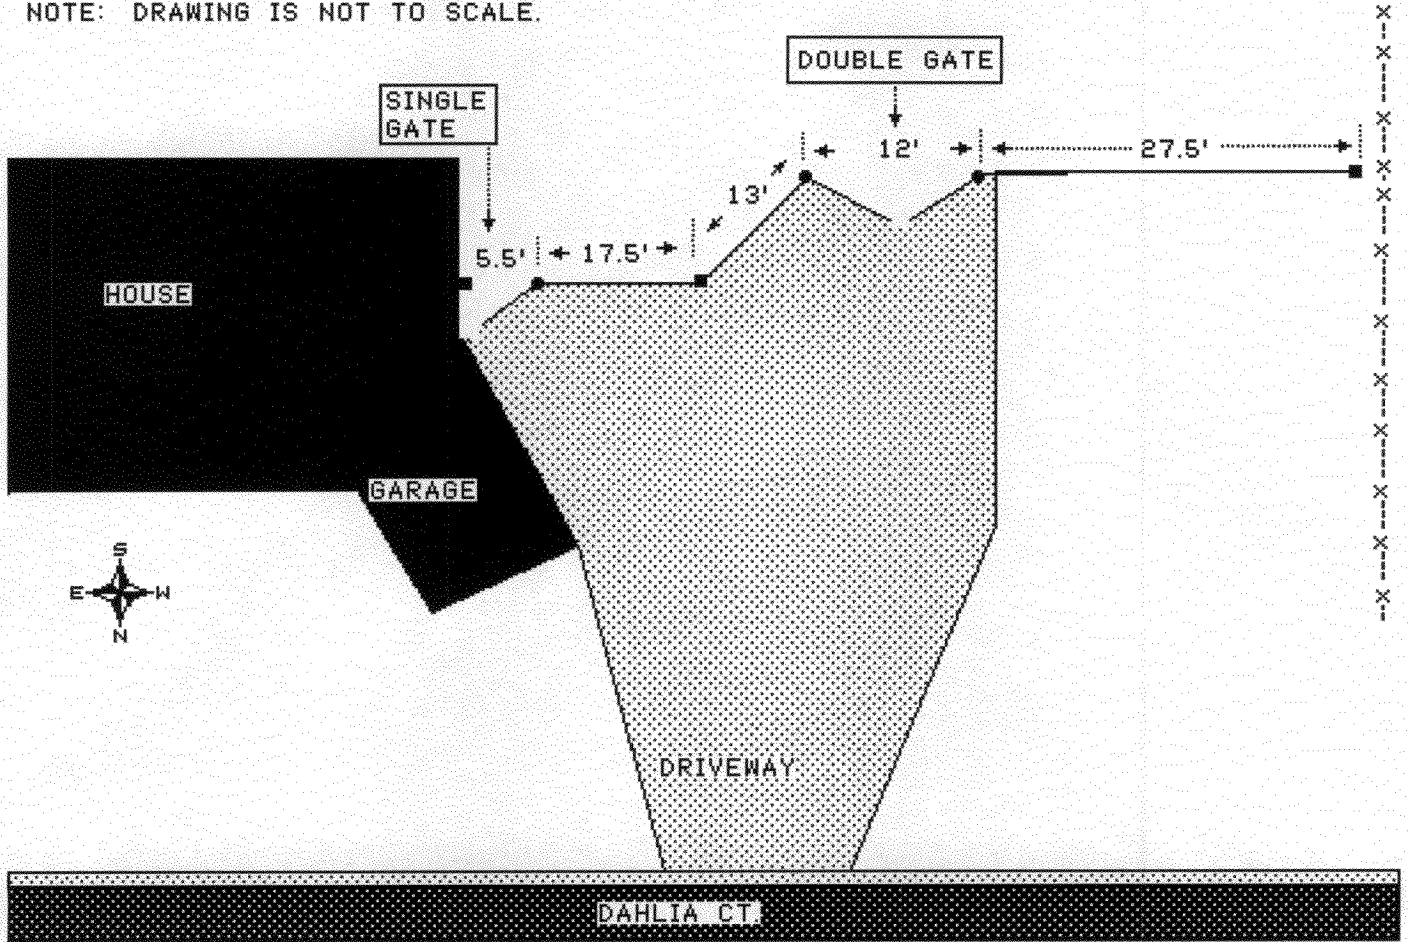 NOTE: DRAWING IS NOT TO SCALE.
DOUBLE GATE
SINGLE
GATE
12'
27.5'
13'
5.5'
17.5'
HOUSE
GARAGE
S
E W
N
DRIVEWAY
DAHLIA CT.